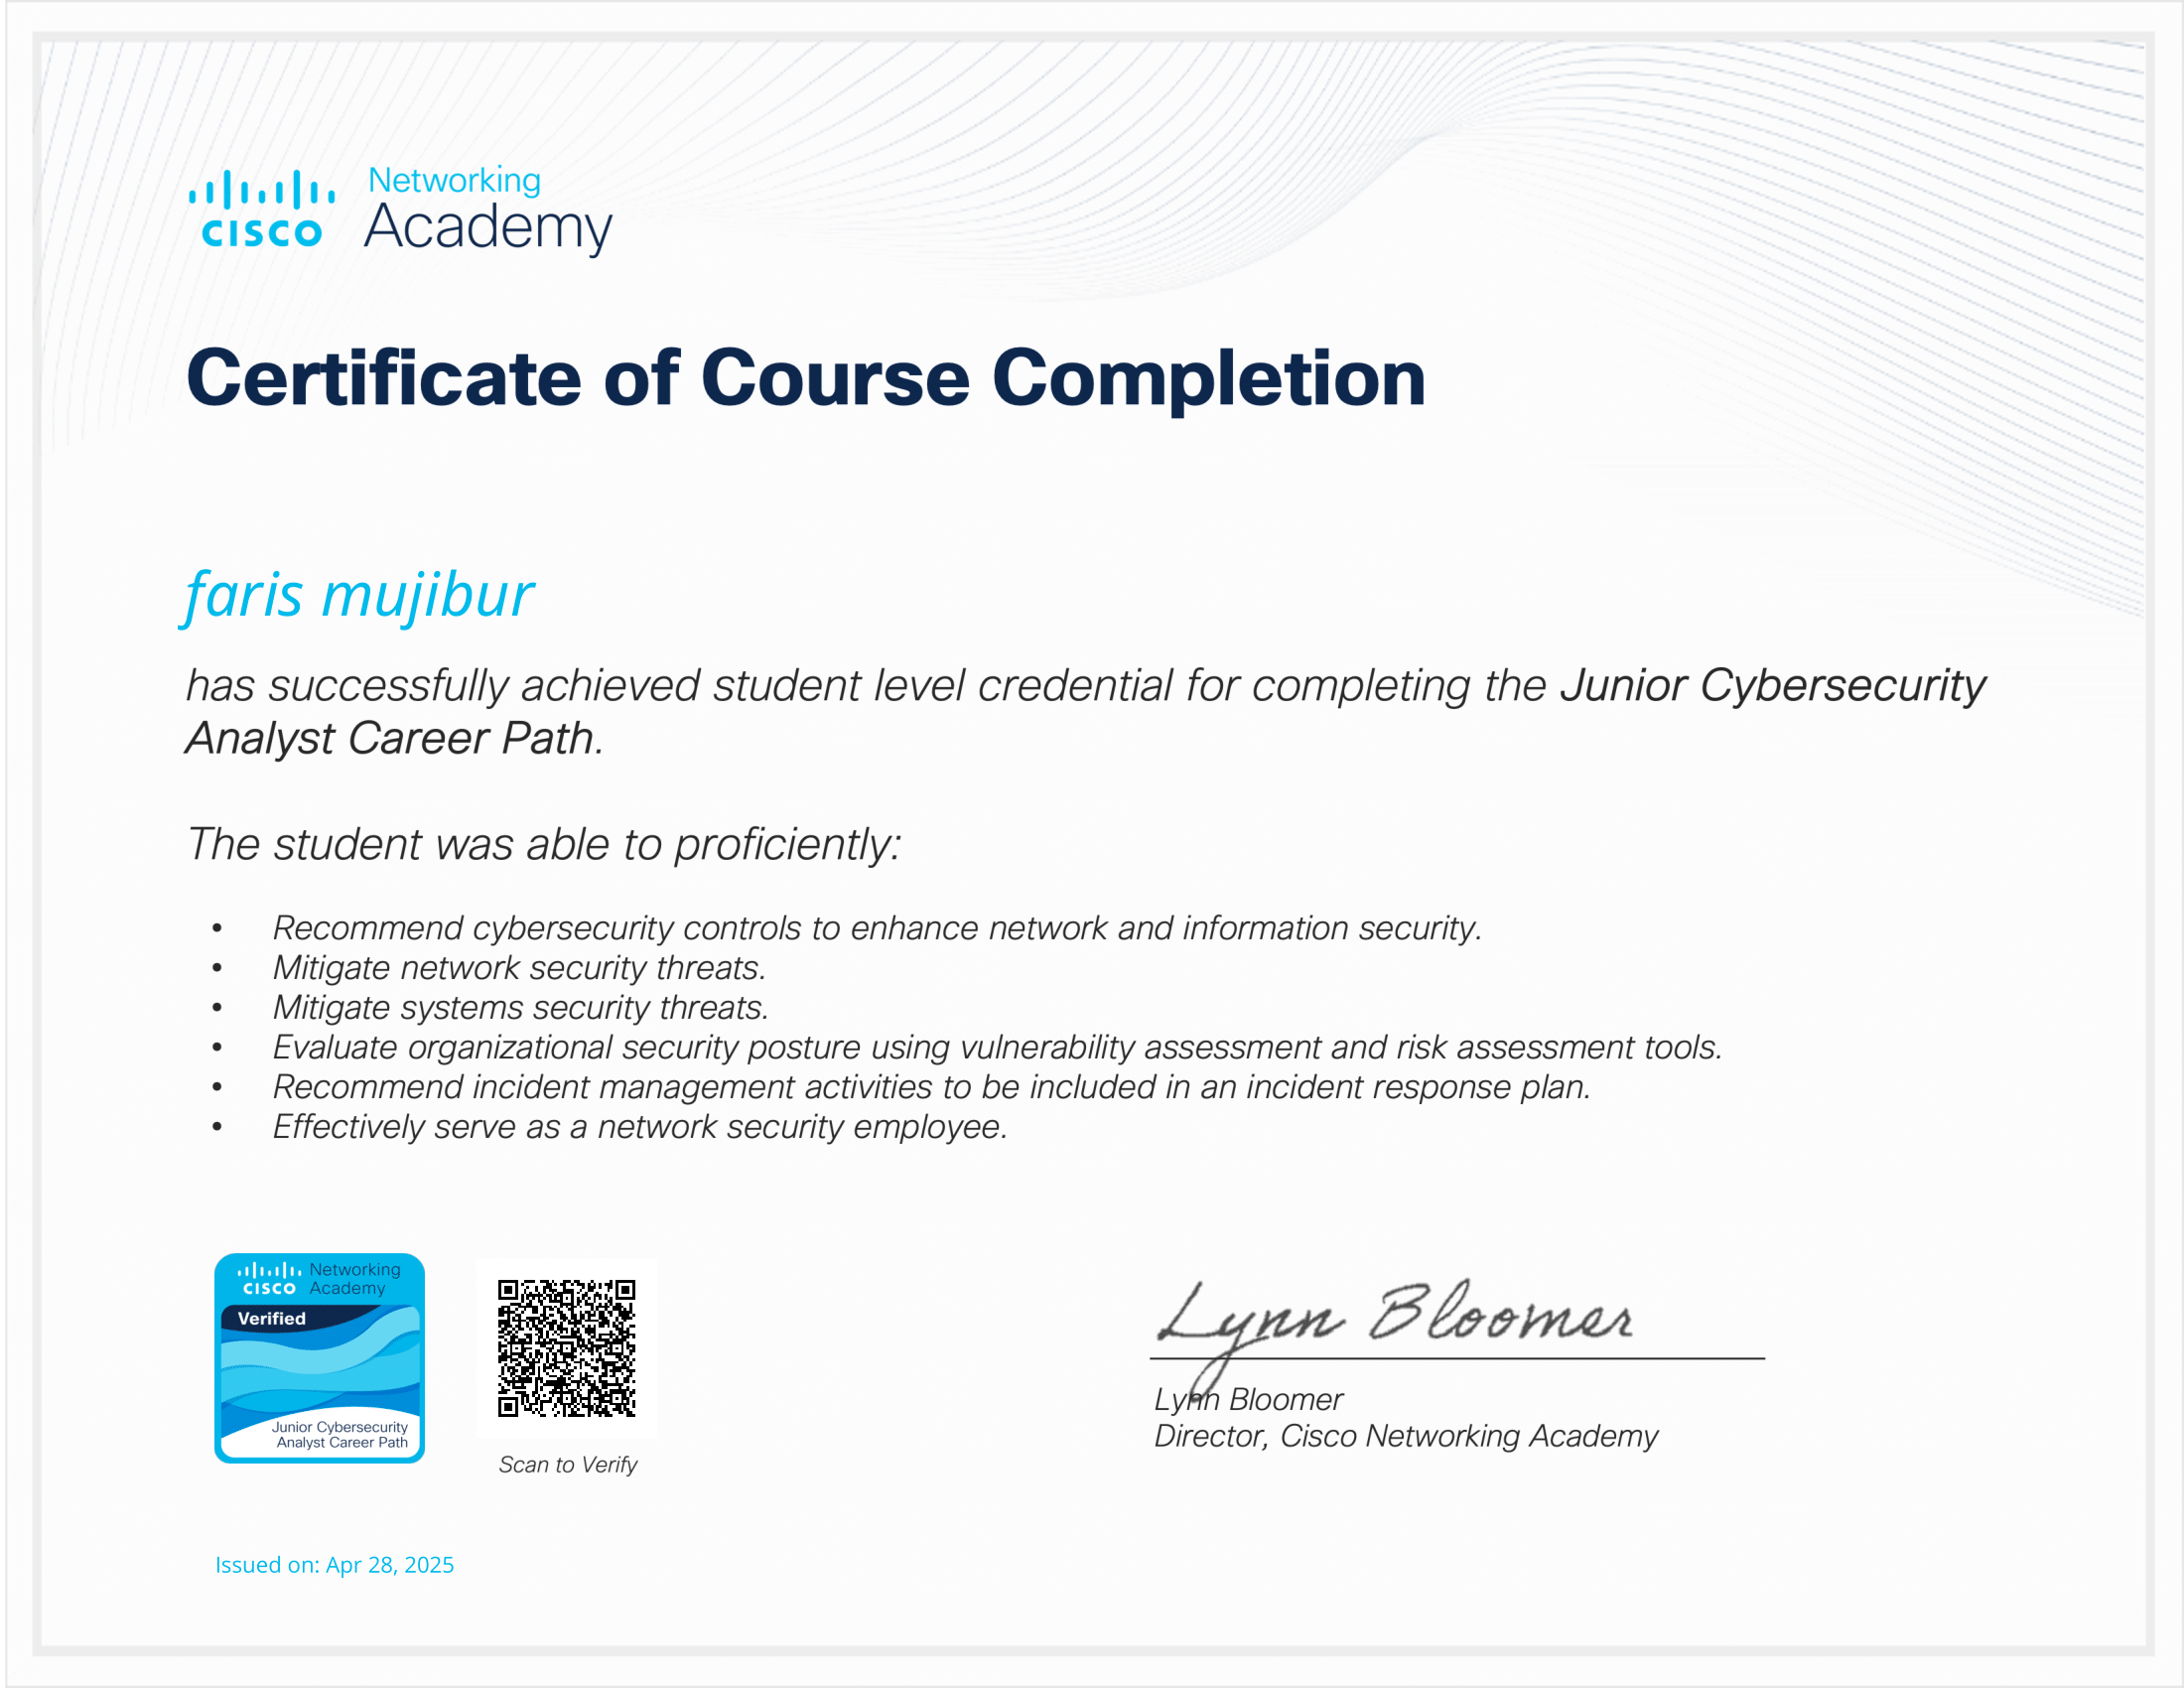 Networking
CISCO Academy
Certificate of Course Completion
faris mujibur
has successfully achieved student level credential for completing the Junior Cybersecurity
Analyst Career Path.
The student was able to proficiently:
• Recommend cybersecurity controls to enhance network and information security.
• Mitigate network security threats.
• Mitigate systems security threats.
• Evaluate organizational security posture using vulnerability assessment and risk assessment tools.
• Recommend incident management activities to be included in an incident response plan.
• Effectively serve as a network security employee.
Networking
CISCO Academy
Verified
Junior Cybersecurity
Analyst Career Path
Scan to Verify
Lynn Bloomer
Lynn Bloomer
Director, Cisco Networking Academy
Issued on: Apr 28, 2025